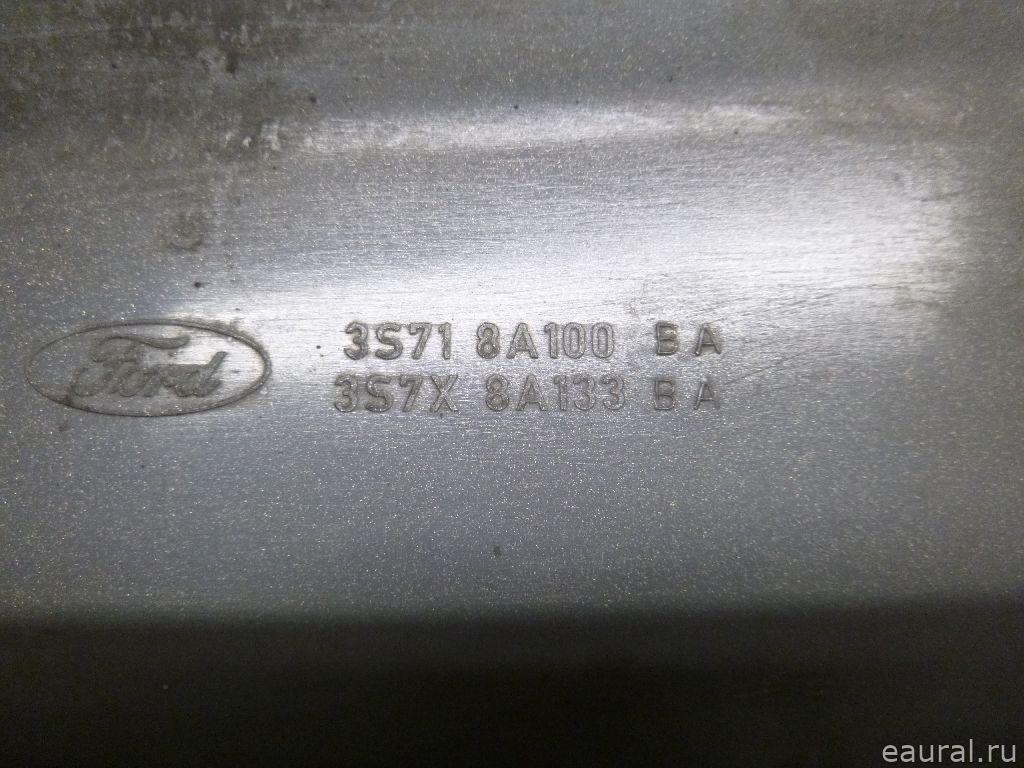 Ford
3S71 8A100 BA
3S7X 8A133 BA
eaural.ru